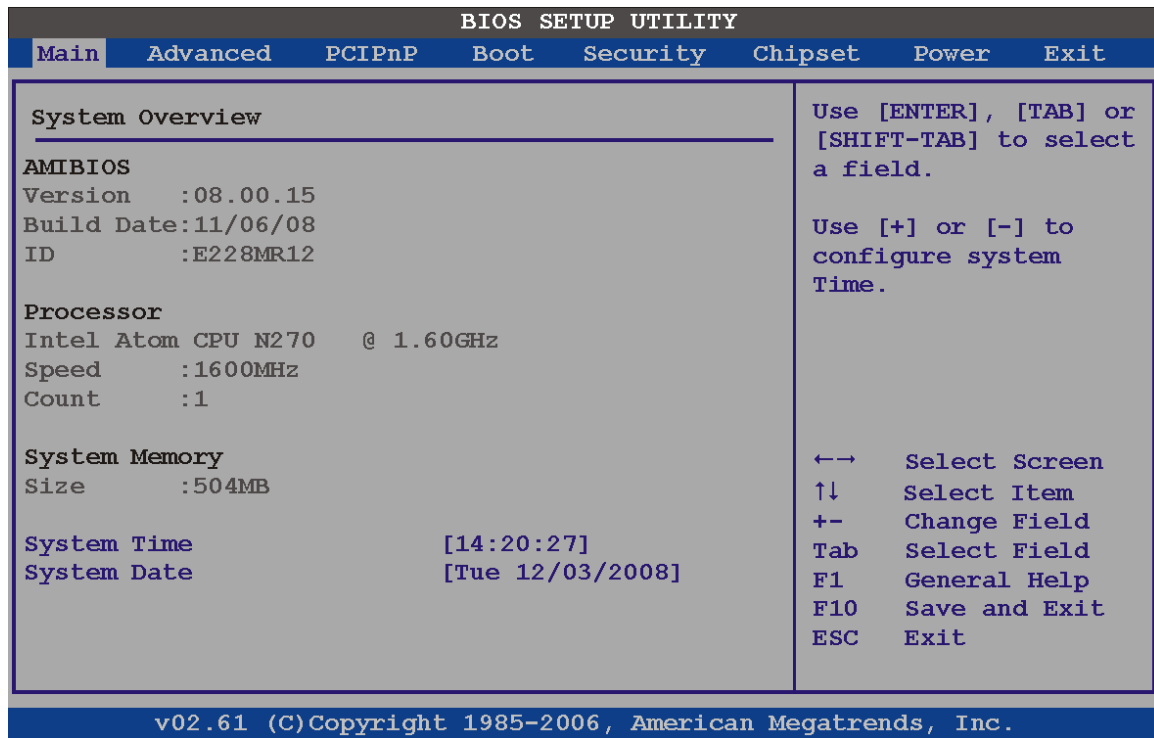 BIOS SETUP UTILITY
Main Advanced PCIPnP Boot Security Chipset Power Exit
System Overview
AMIBIOS
Version :08.00.15
Build Date:11/06/08
ID :E228MR12
Processor
Intel Atom CPU N270 @ 1.60GHz
Speed :1600MHz
Count :1
System Memory
Size :504MB
System Time [14:20:27]
System Date [Tue 12/03/2008]
Use [ENTER], [TAB] or
[SHIFT-TAB] to select
a field.
Use [+] or [-] to
configure system
Time.
←→ Select Screen
↑↓ Select Item
+- Change Field
Tab Select Field
F1 General Help
F10 Save and Exit
ESC Exit
v02.61 (C)Copyright 1985-2006, American Megatrends, Inc.